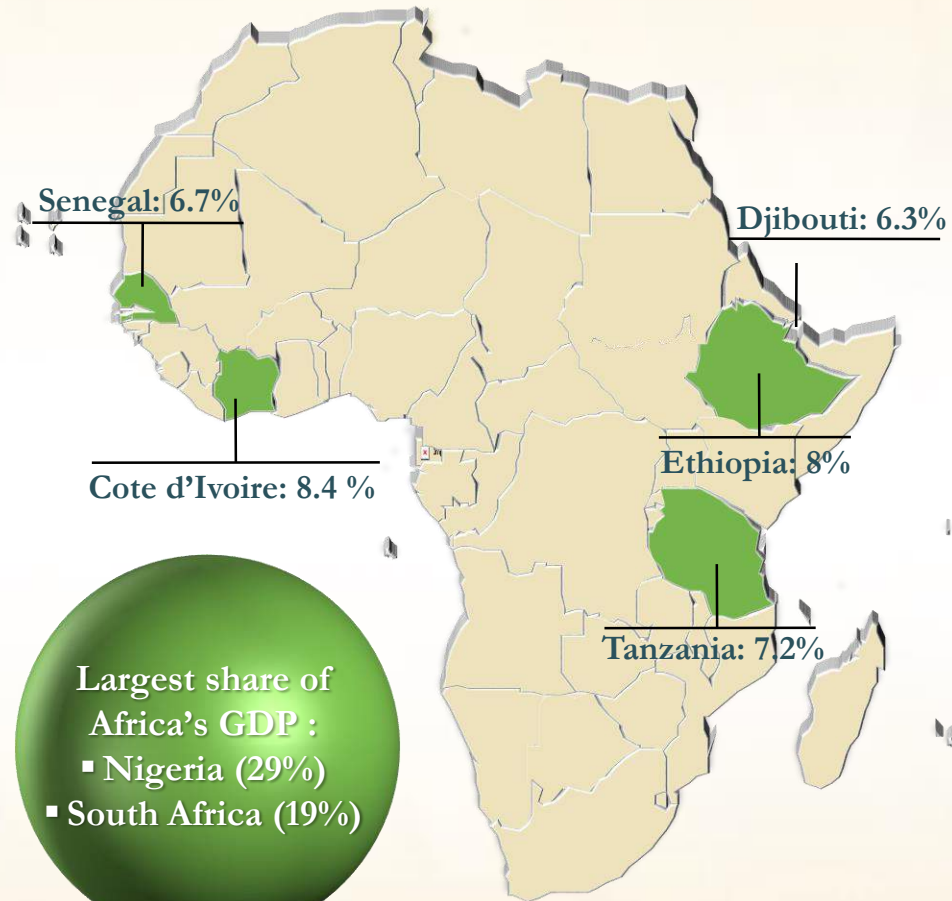 Senegal: 6.7%
Djibouti: 6.3%
Ethiopia: 8%
Cote d’Ivoire: 8.4 %
Tanzania: 7.2%
Largest share of
Africa’s GDP :
▪ Nigeria (29%)
▪ South Africa (19%)